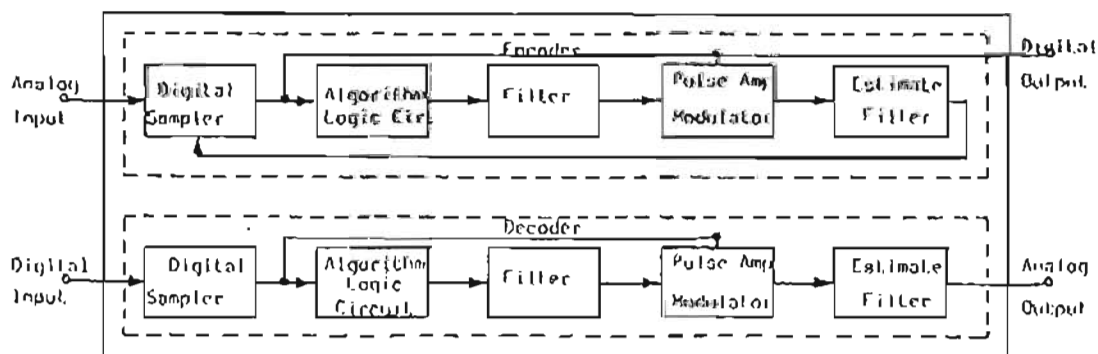 Encoder
Analog
Input
Digital
Sampler
Algorithm
Logic Circ
Filter
Pulse Amp
Modulator
Estimate
Filter
Digital
Output
Decoder
Digital
Input
Digital
Sampler
Algorithm
Logic
Circuit
Filter
Pulse Amp
Modulator
Estimate
Filter
Analog
Output